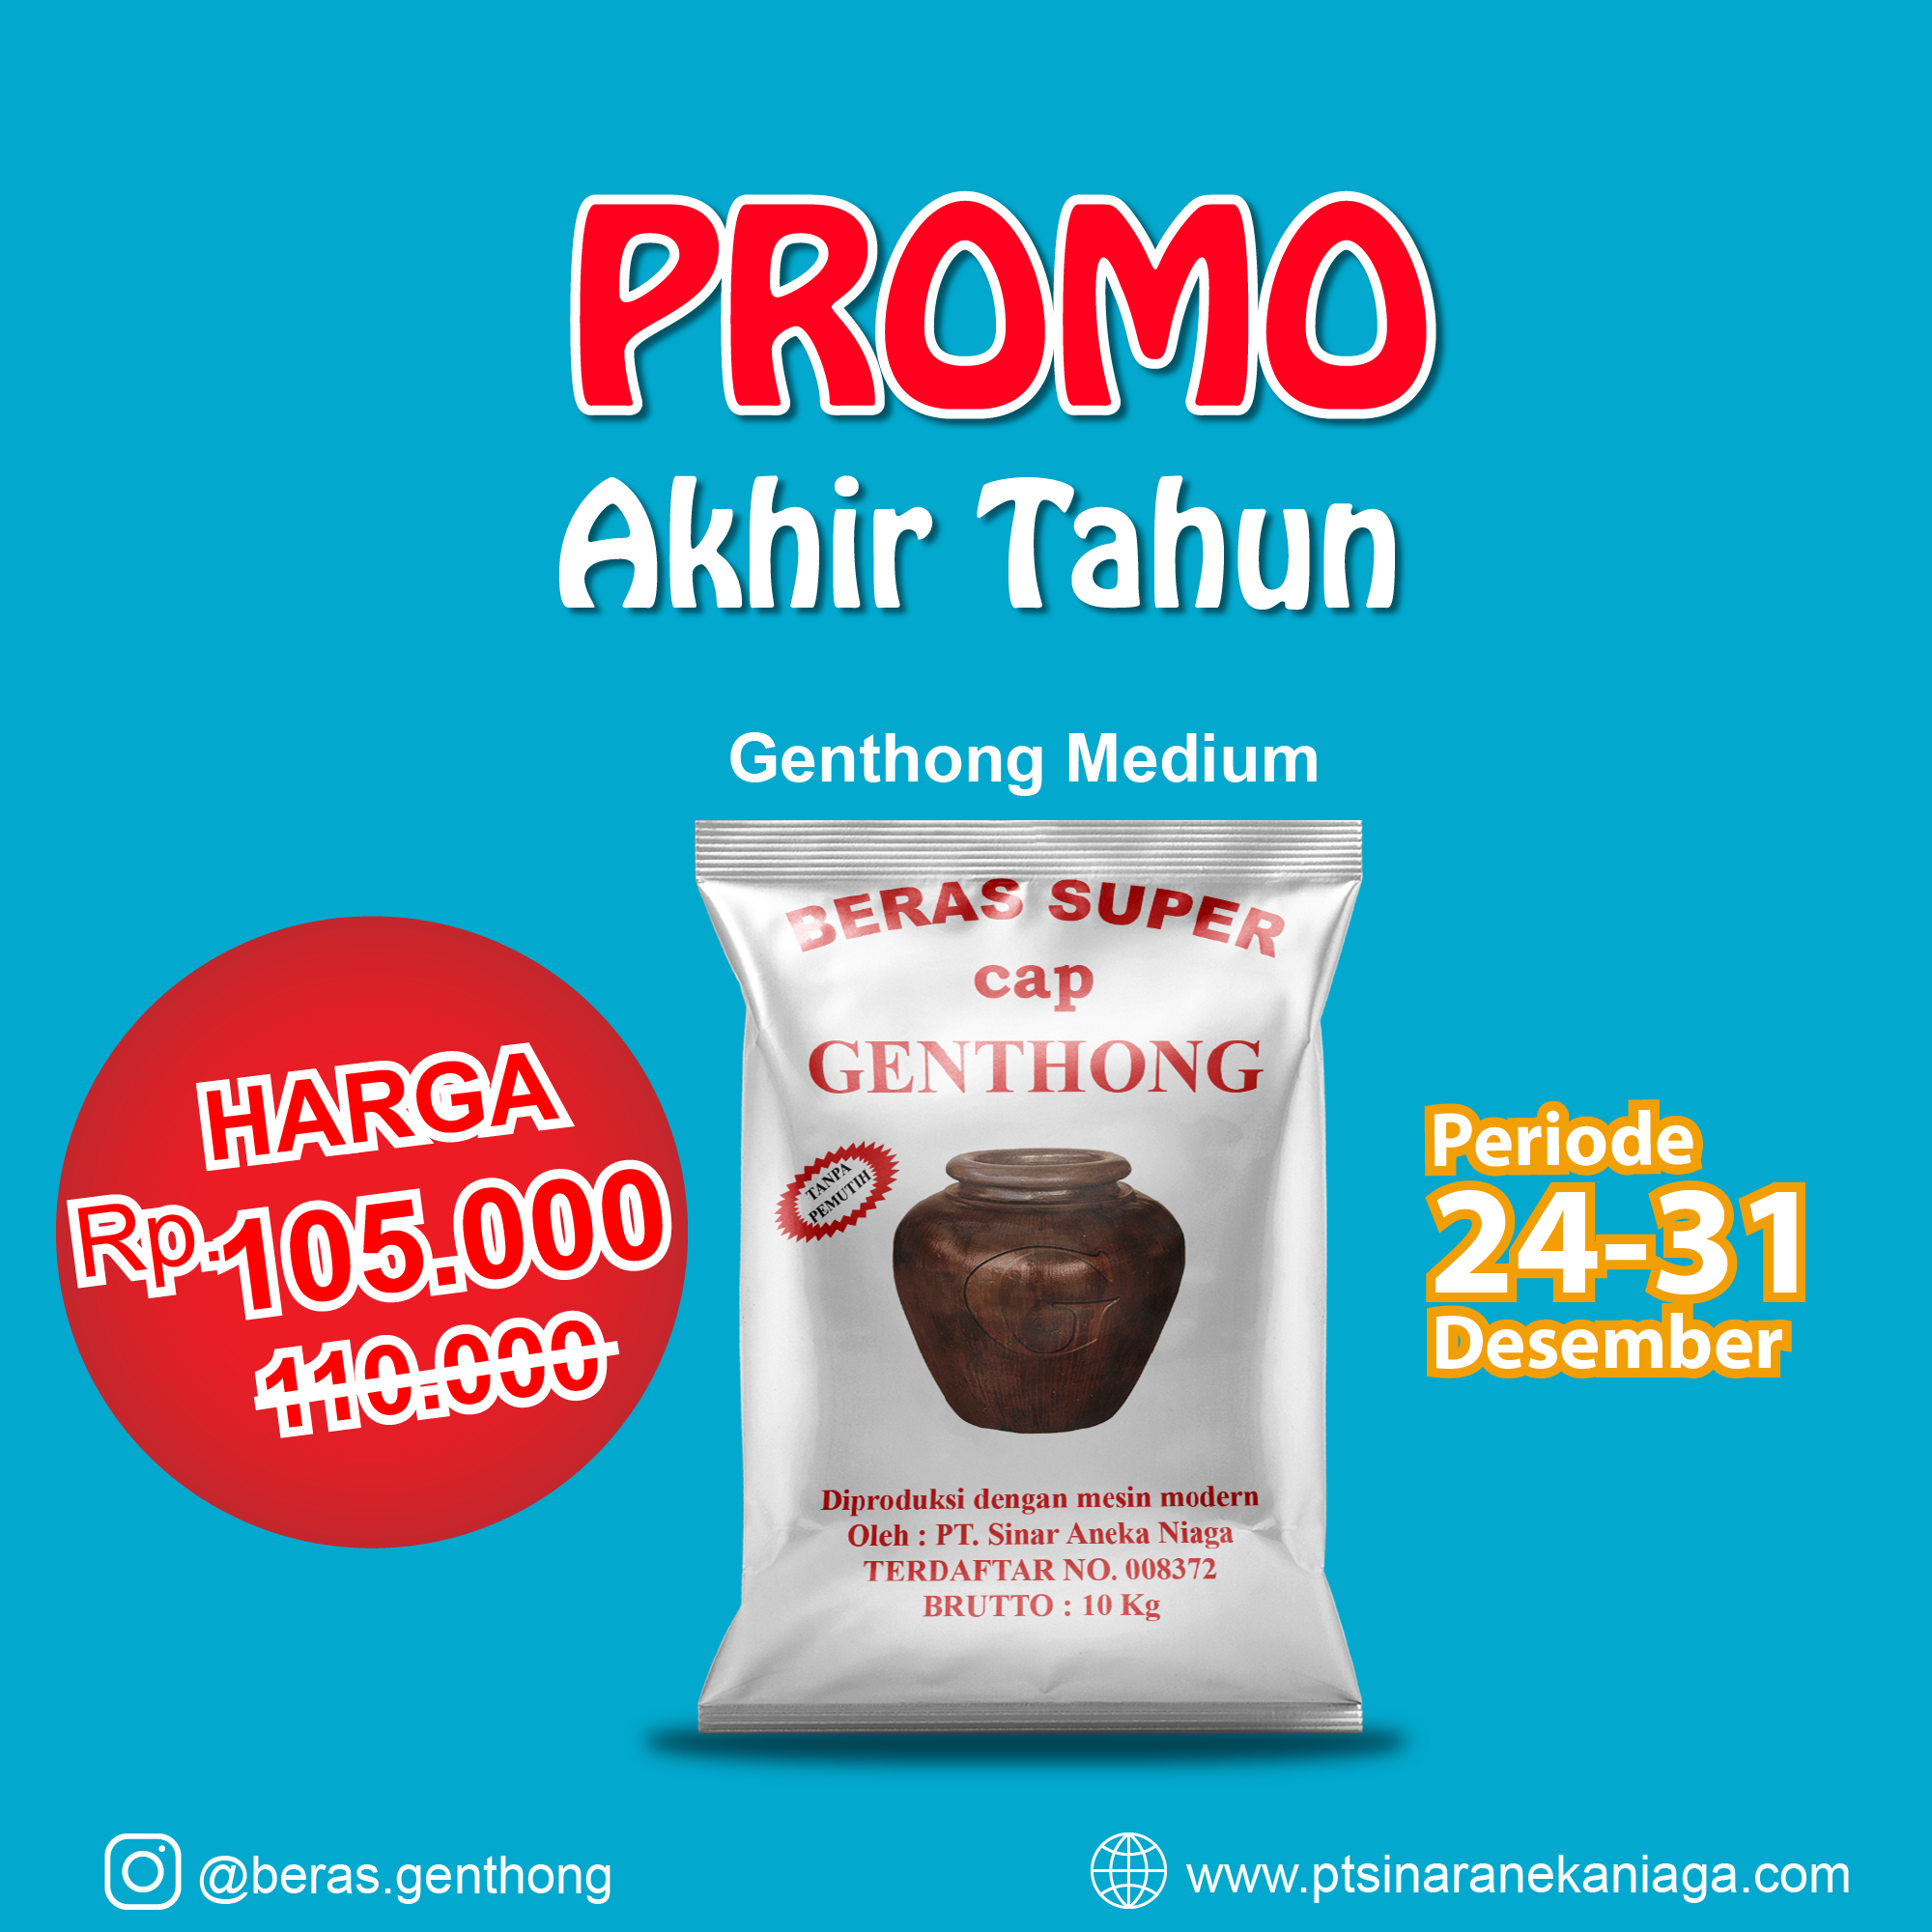 PROMO
Akhir Tahun
Genthong Medium
BERAS SUPER
cap
GENTHONG
TANPA
PEMUTIH
G
Diproduksi dengan mesin modern
Oleh : PT. Sinar Aneka Niaga
TERDAFTAR NO. 008372
BRUTTO : 10 Kg
HARGA
Rp.105.000
110.000
Periode
24-31
Desember
@beras.genthong
www.ptsinaranekaniaga.com